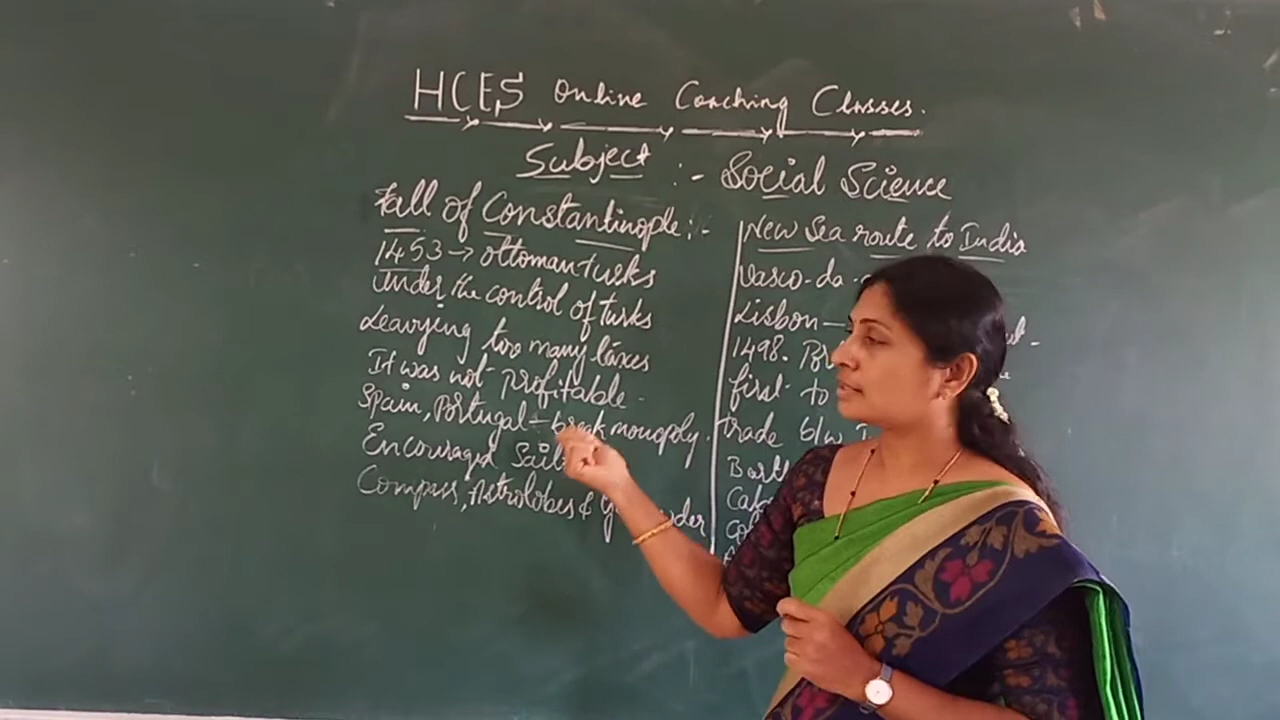 HCES Online Coaching Classes.
Subject :- Social Science
Fall of Constantinople :-
1453 → ottoman turks
under the control of turks
Leavying too many taxes
It was not profitable.
Spain, Portugal - break monopoly.
Encouraged
Compass, Astrolobes &
New Sea route to India
Vasco-da-
Lisbon—
1498.
first to
trade b/w